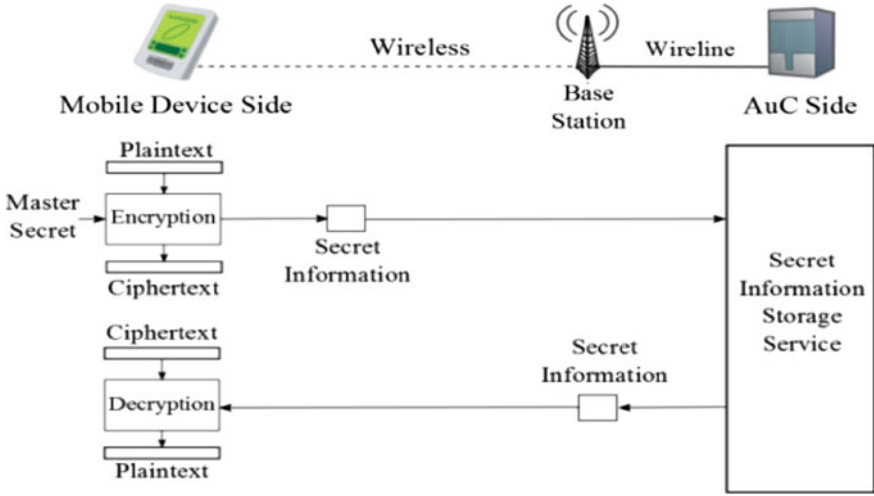 Wireless
Wireline
Mobile Device Side
Base
Station
AuC Side
Plaintext
Master
Secret
Encryption
Secret
Information
Ciphertext
Secret
Information
Storage
Service
Ciphertext
Secret
Information
Decryption
Plaintext